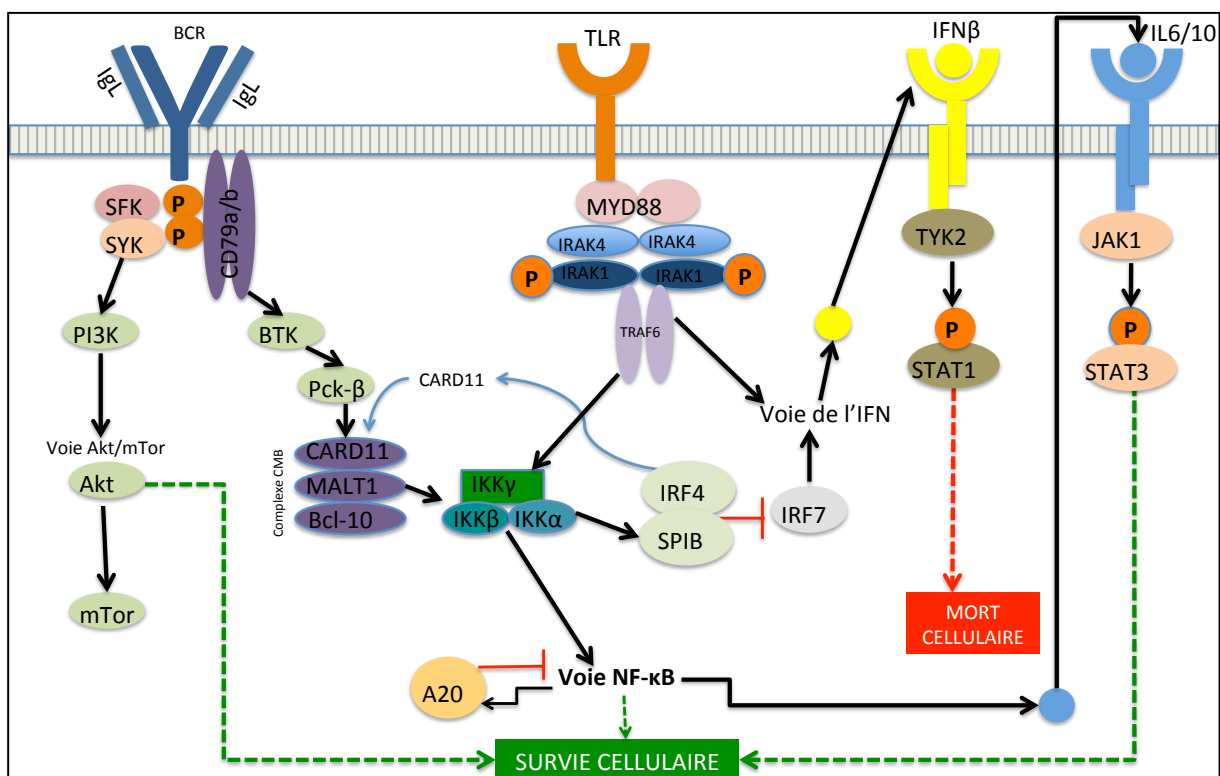 BCR
TLR
IFNβ
IL6/10
IgL
IgL
SFK
P
SYK
P
CD79a/b
MYD88
IRAK4
IRAK4
P
IRAK1
IRAK1
P
TRAF6
TYK2
JAK1
PI3K
BTK
P
P
STAT1
STAT3
Pck-β
CARD11
Voie de l'IFN
Voie Akt/mTor
Akt
Complexe CMB
CARD11
MALT1
Bcl-10
IKKγ
IKKβ
IKKα
IRF4
SPIB
IRF7
mTor
MORT
CELLULAIRE
A20
Voie NF-κB
SURVIE CELLULAIRE